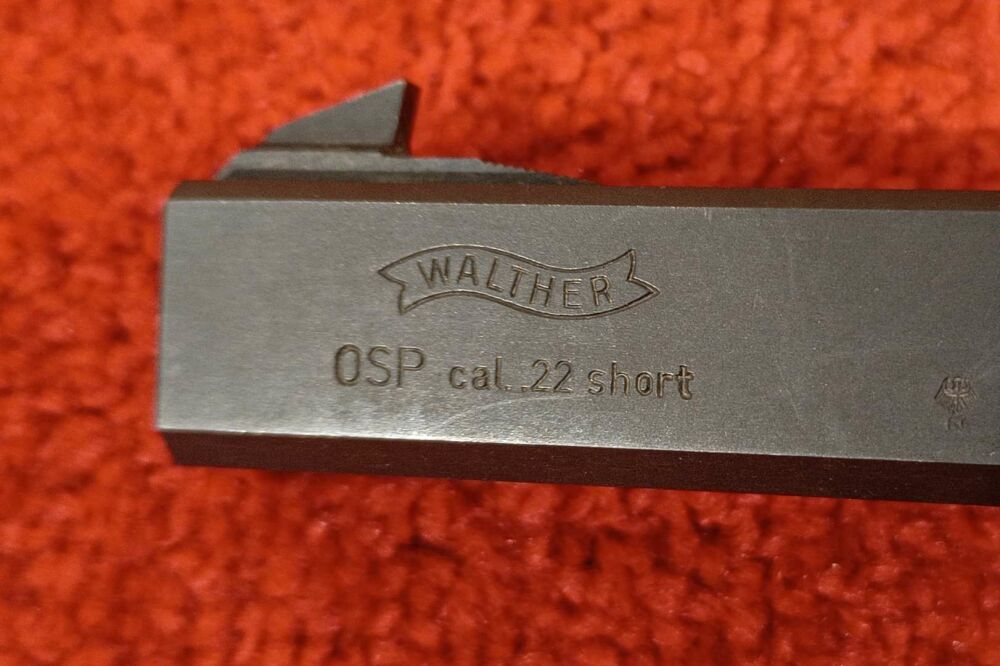 WALTHER
OSP cal. .22 short
N